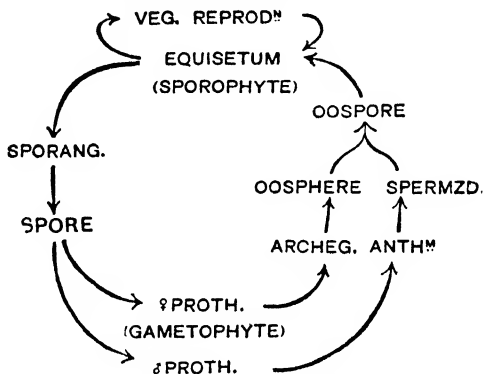 VEG. REPRODᴺ
EQUISETUM
(SPOROPHYTE)
OOSPORE
SPORANG.
OOSPHERE SPERMZD.
SPORE
ARCHEG. ANTHᴹ
♀PROTH.
(GAMETOPHYTE)
♂PROTH.